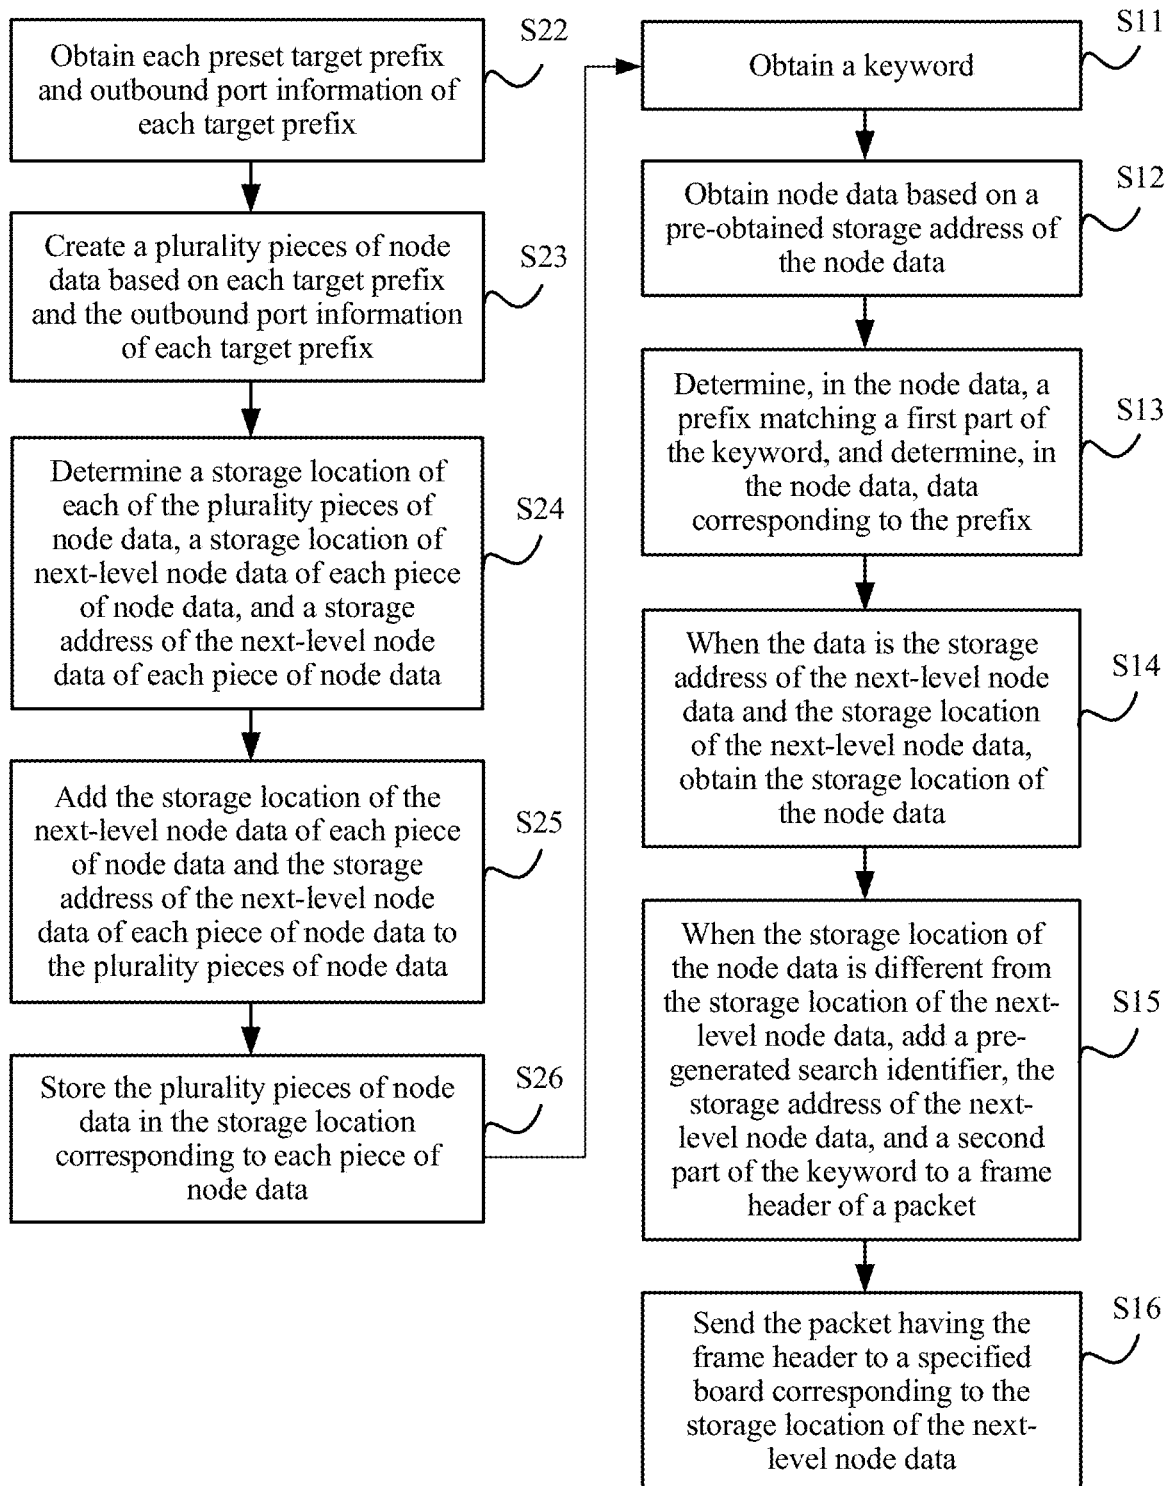 S22
Obtain each preset target prefix
and outbound port information of
each target prefix
S23
Create a plurality pieces of node
data based on each target prefix
and the outbound port information
of each target prefix
S24
Determine a storage location of
each of the plurality pieces of
node data, a storage location of
next-level node data of each piece
of node data, and a storage
address of the next-level node
data of each piece of node data
S25
Add the storage location of the
next-level node data of each piece
of node data and the storage
address of the next-level node
data of each piece of node data to
the plurality pieces of node data
S26
Store the plurality pieces of node
data in the storage location
corresponding to each piece of
node data
S11
Obtain a keyword
S12
Obtain node data based on a
pre-obtained storage address of
the node data
S13
Determine, in the node data, a
prefix matching a first part of
the keyword, and determine, in
the node data, data
corresponding to the prefix
S14
When the data is the storage
address of the next-level node
data and the storage location
of the next-level node data,
obtain the storage location of
the node data
S15
When the storage location of
the node data is different from
the storage location of the next-
level node data, add a pre-
generated search identifier, the
storage address of the next-
level node data, and a second
part of the keyword to a frame
header of a packet
S16
Send the packet having the
frame header to a specified
board corresponding to the
storage location of the next-
level node data